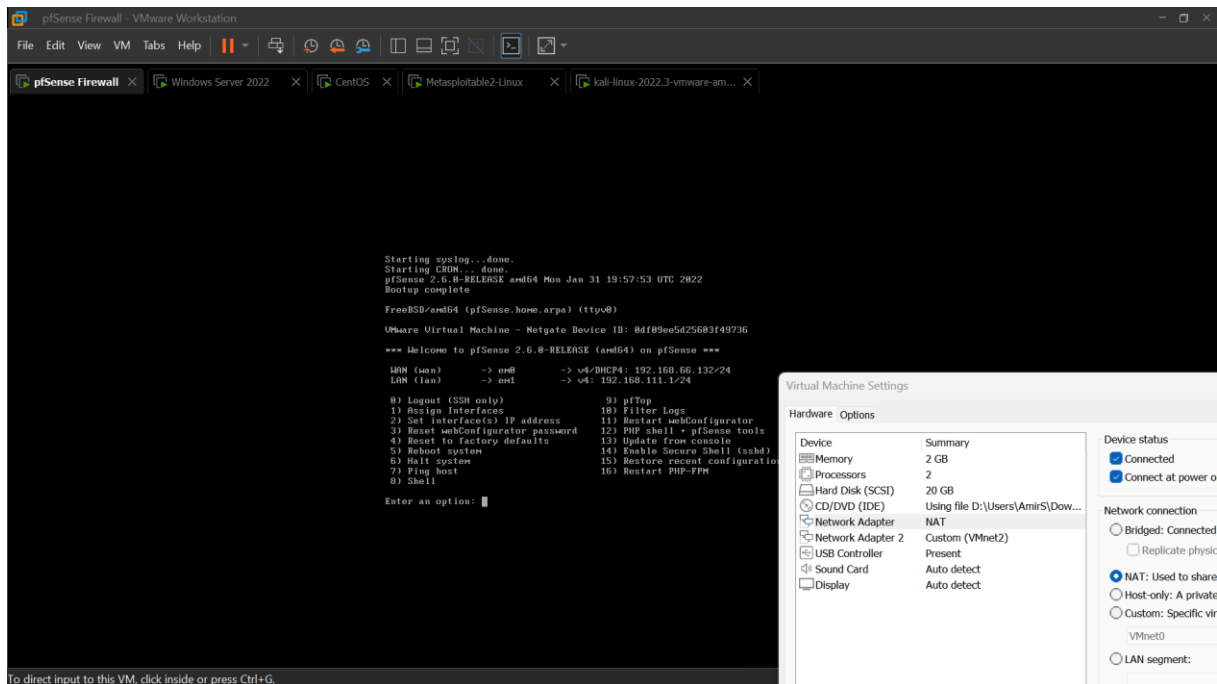 pfSense Firewall - VMware Workstation
File Edit View VM Tabs Help
pfSense Firewall
Windows Server 2022
CentOS
Metasploitable2-Linux
kali-linux-2022.3-vmware-am...
Starting syslog...done.
Starting CRON... done.
pfSense 2.6.0-RELEASE amd64 Mon Jan 31 19:57:53 UTC 2022
Bootup complete
FreeBSD/amd64 (pfSense.home.arpa) (ttyv0)
VMware Virtual Machine - Netgate Device ID: 0df09ee5d25603f49736
*** Welcome to pfSense 2.6.0-RELEASE (amd64) on pfSense ***
WAN (wan) -> em0 -> v4/DHCP4: 192.168.66.132/24
LAN (lan) -> em1 -> v4: 192.168.111.1/24
0) Logout (SSH only) 9) pfTop
1) Assign Interfaces 10) Filter Logs
2) Set interface(s) IP address 11) Restart webConfigurator
3) Reset webConfigurator password 12) PHP shell + pfSense tools
4) Reset to factory defaults 13) Update from console
5) Reboot system 14) Enable Secure Shell (sshd)
6) Halt system 15) Restore recent configuratio
7) Ping host 16) Restart PHP-FPM
8) Shell
Enter an option:
Virtual Machine Settings
Hardware Options
Device Summary
Memory 2 GB
Processors 2
Hard Disk (SCSI) 20 GB
CD/DVD (IDE) Using file D:\Users\AmirS\Dow...
Network Adapter NAT
Network Adapter 2 Custom (VMnet2)
USB Controller Present
Sound Card Auto detect
Display Auto detect
Device status
Connected
Connect at power o
Network connection
Bridged: Connected
Replicate physic
NAT: Used to share
Host-only: A private
Custom: Specific vir
VMnet0
LAN segment:
To direct input to this VM, click inside or press Ctrl+G.